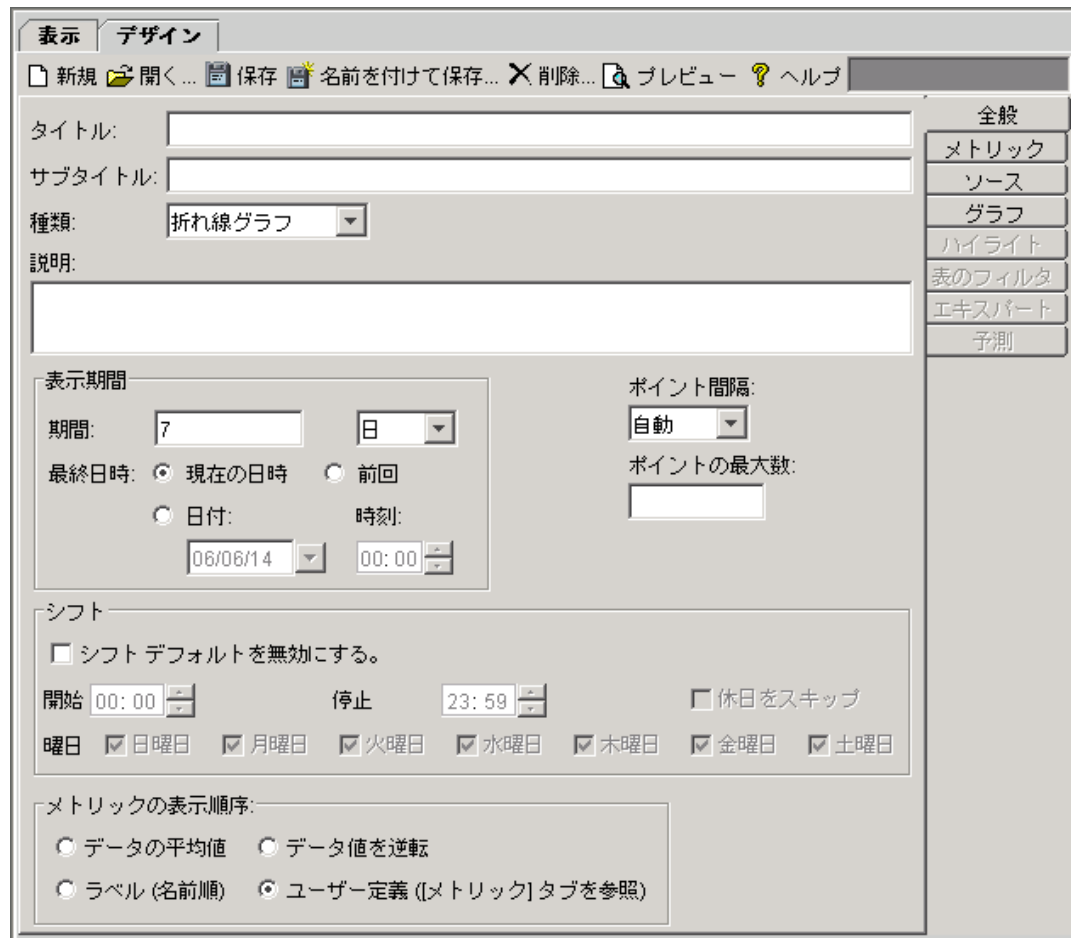 表示 デザイン
新規 開く... 保存 名前を付けて保存... 削除... プレビュー ヘルプ
全般
メトリック
ソース
グラフ
ハイライト
表のフィルタ
エキスパート
予測
タイトル:
サブタイトル:
種類: 折れ線グラフ
説明:
表示期間
期間: 7 日
最終日時: 現在の日時 前回
日付: 時刻:
06/06/14 00:00
ポイント間隔:
自動
ポイントの最大数:
シフト
シフト デフォルトを無効にする。
開始 00:00 停止 23:59 休日をスキップ
曜日 日曜日 月曜日 火曜日 水曜日 木曜日 金曜日 土曜日
メトリックの表示順序:
データの平均値 データ値を逆転
ラベル (名前順) ユーザー定義 ([メトリック] タブを参照)